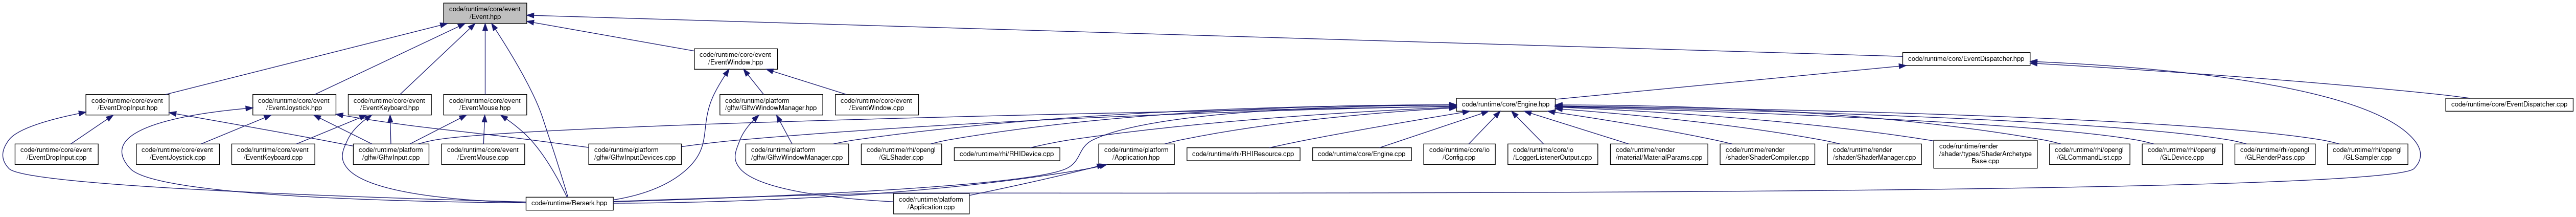 code/runtime/core/event
/Event.hpp
code/runtime/core/event
/EventWindow.hpp
code/runtime/core/EventDispatcher.hpp
code/runtime/core/event
/EventDropInput.hpp
code/runtime/core/event
/EventJoystick.hpp
code/runtime/core/event
/EventKeyboard.hpp
code/runtime/core/event
/EventMouse.hpp
code/runtime/platform
/glfw/GlfwWindowManager.hpp
code/runtime/core/event
/EventWindow.cpp
code/runtime/core/Engine.hpp
code/runtime/core/EventDispatcher.cpp
code/runtime/core/event
/EventDropInput.cpp
code/runtime/core/event
/EventJoystick.cpp
code/runtime/core/event
/EventKeyboard.cpp
code/runtime/platform
/glfw/GlfwInput.cpp
code/runtime/core/event
/EventMouse.cpp
code/runtime/platform
/glfw/GlfwInputDevices.cpp
code/runtime/platform
/glfw/GlfwWindowManager.cpp
code/runtime/rhi/opengl
/GLShader.cpp
code/runtime/rhi/RHIDevice.cpp
code/runtime/platform
/Application.hpp
code/runtime/rhi/RHIResource.cpp
code/runtime/core/Engine.cpp
code/runtime/core/io
/Config.cpp
code/runtime/core/io
/LoggerListenerOutput.cpp
code/runtime/render
/material/MaterialParams.cpp
code/runtime/render
/shader/ShaderCompiler.cpp
code/runtime/render
/shader/ShaderManager.cpp
code/runtime/render
/shader/types/ShaderArchetype
Base.cpp
code/runtime/rhi/opengl
/GLCommandList.cpp
code/runtime/rhi/opengl
/GLDevice.cpp
code/runtime/rhi/opengl
/GLRenderPass.cpp
code/runtime/rhi/opengl
/GLSampler.cpp
code/runtime/Berserk.hpp
code/runtime/platform
/Application.cpp